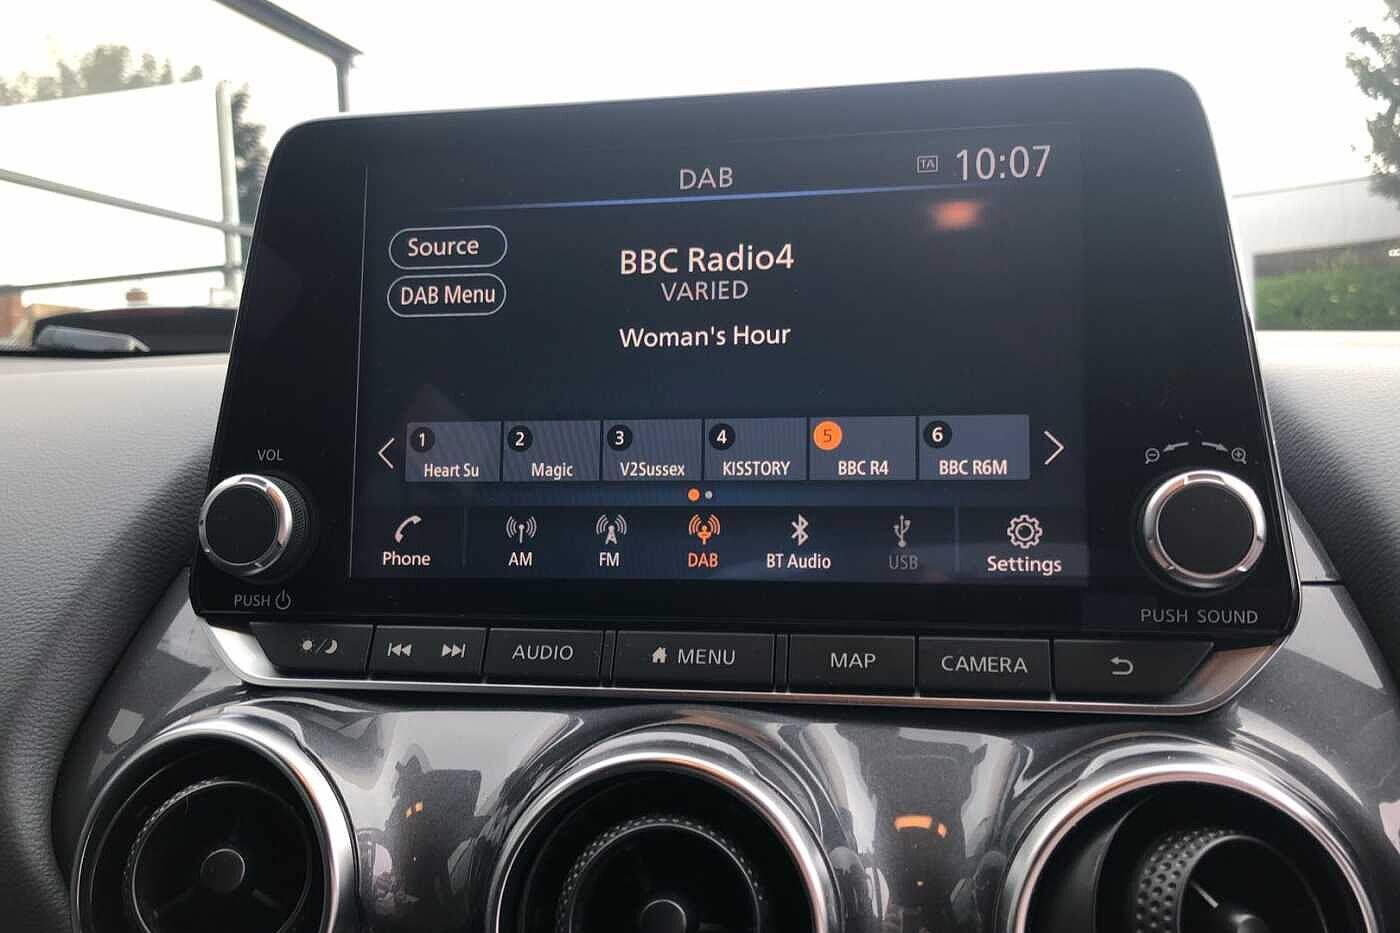 DAB
TA 10:07
Source
DAB Menu
BBC Radio4
VARIED
Woman's Hour
1 2 3 4 5 6
Heart Su Magic V2Sussex KISSTORY BBC R4 BBC R6M
Phone AM FM DAB BT Audio USB Settings
VOL
PUSH
PUSH SOUND
AUDIO MENU MAP CAMERA